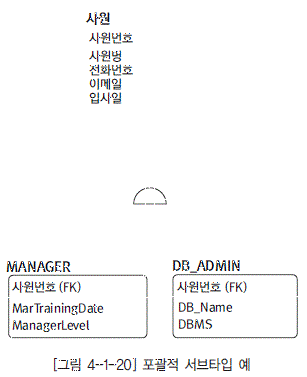 사원
사원번호
사원명
전화번호
이메일
입사일
MANAGER
사원번호 (FK)
MarTrainingDate
ManagerLevel
DB_ADMIN
사원번호 (FK)
DB_Name
DBMS
[그림 4-1-20] 포괄적 서브타입 예